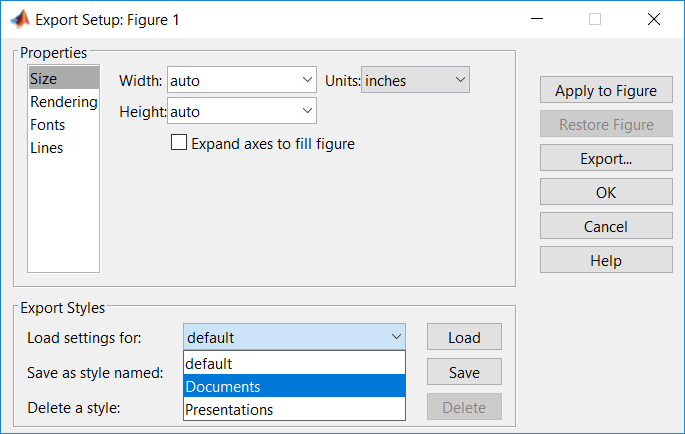 Export Setup: Figure 1
Properties
Size
Rendering
Fonts
Lines
Width: auto
Units: inches
Height: auto
Expand axes to fill figure
Apply to Figure
Restore Figure
Export...
OK
Cancel
Help
Export Styles
Load settings for: default
Load
default
Save as style named:
Documents
Save
Delete a style:
Presentations
Delete